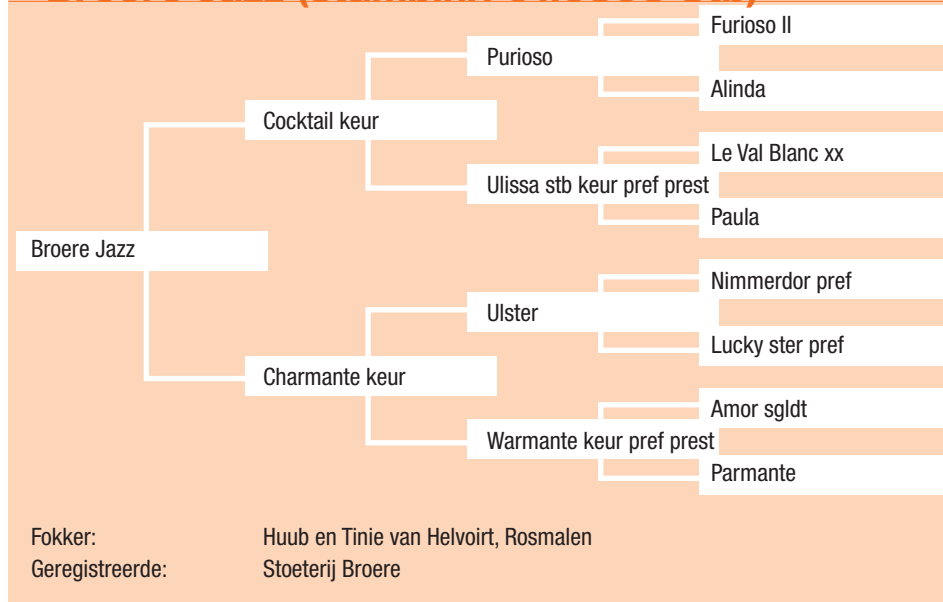 Furioso II
Purioso
Alinda
Cocktail keur
Le Val Blanc xx
Ulissa stb keur pref prest
Paula
Broere Jazz
Nimmerdor pref
Ulster
Lucky ster pref
Charmante keur
Amor sgldt
Warmante keur pref prest
Parmante
Fokker: Huub en Tinie van Helvoirt, Rosmalen
Geregistreerde: Stoeterij Broere